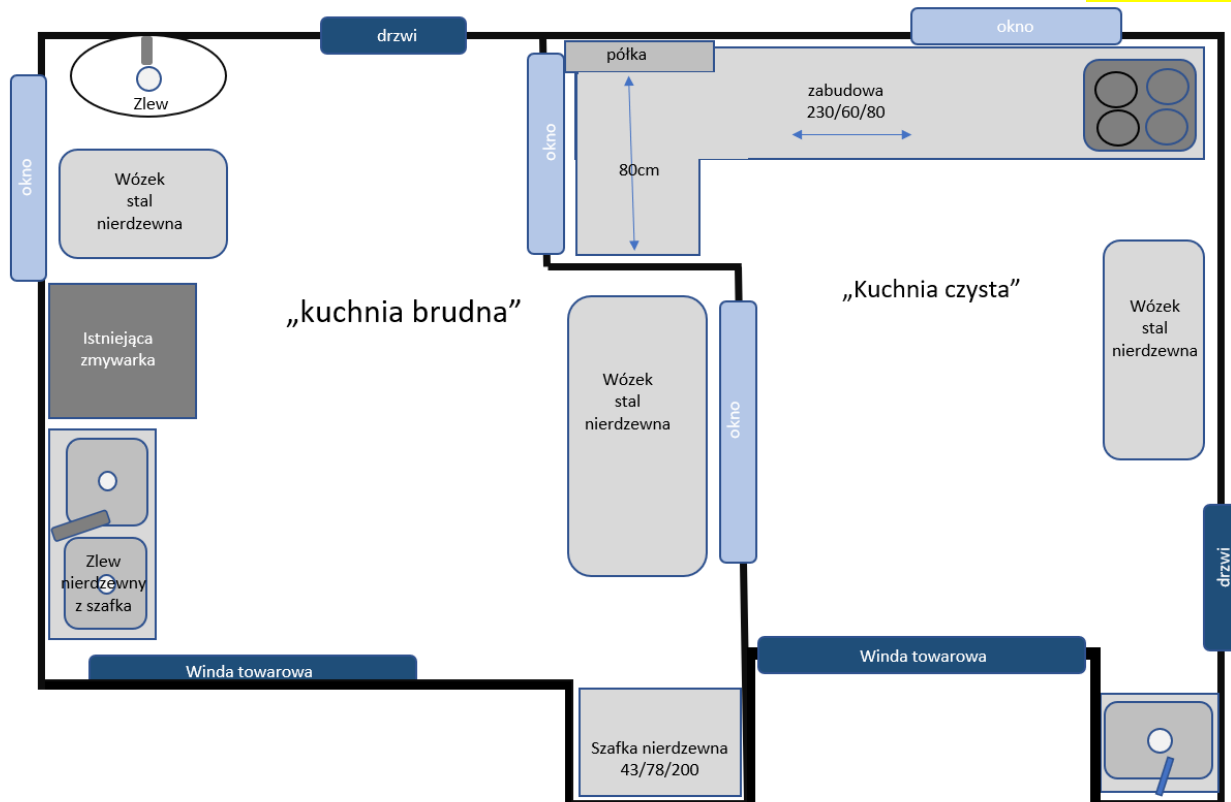 drzwi
okno
półka
Zlew
okno
okno
zabudowa
230/60/80
80cm
Wózek
stal
nierdzewna
„kuchnia brudna”
„Kuchnia czysta”
Istniejąca
zmywarka
Wózek
stal
nierdzewna
Wózek
stal
nierdzewna
okno
Zlew
nierdzewny
z szafka
drzwi
Winda towarowa
Winda towarowa
Szafka nierdzewna
43/78/200